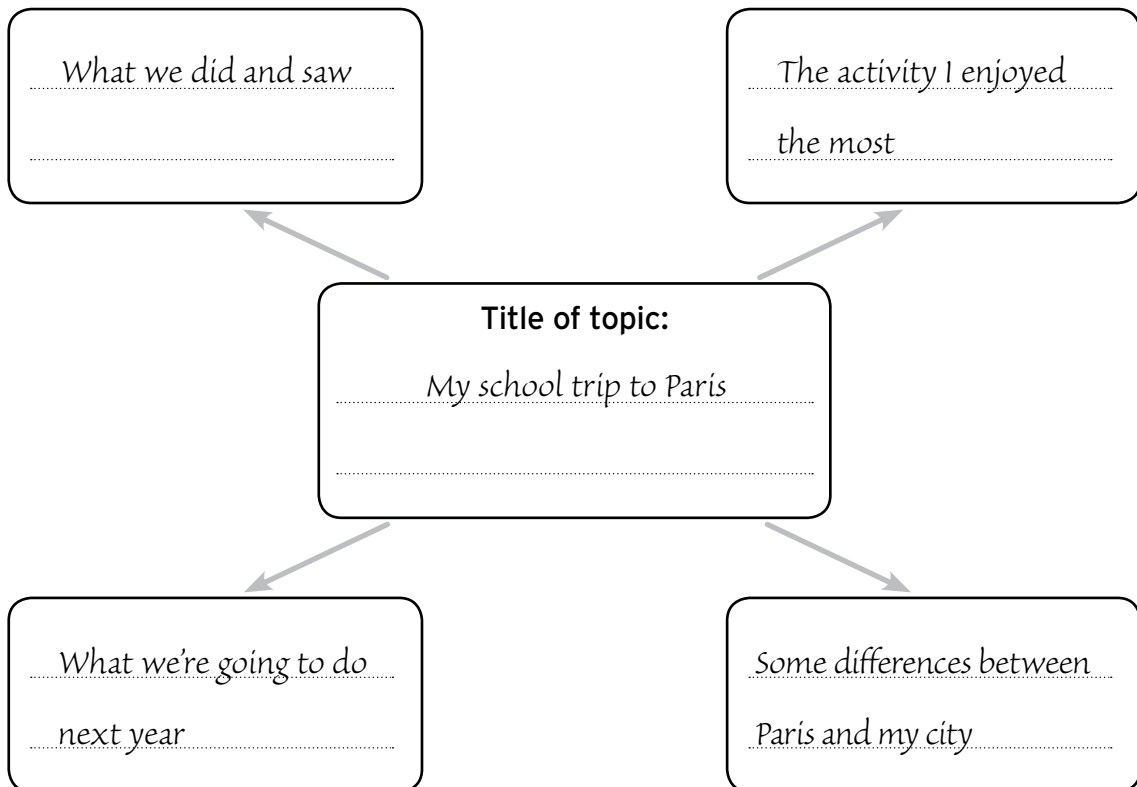 What we did and saw
The activity I enjoyed
the most
Title of topic:
My school trip to Paris
What we're going to do
next year
Some differences between
Paris and my city